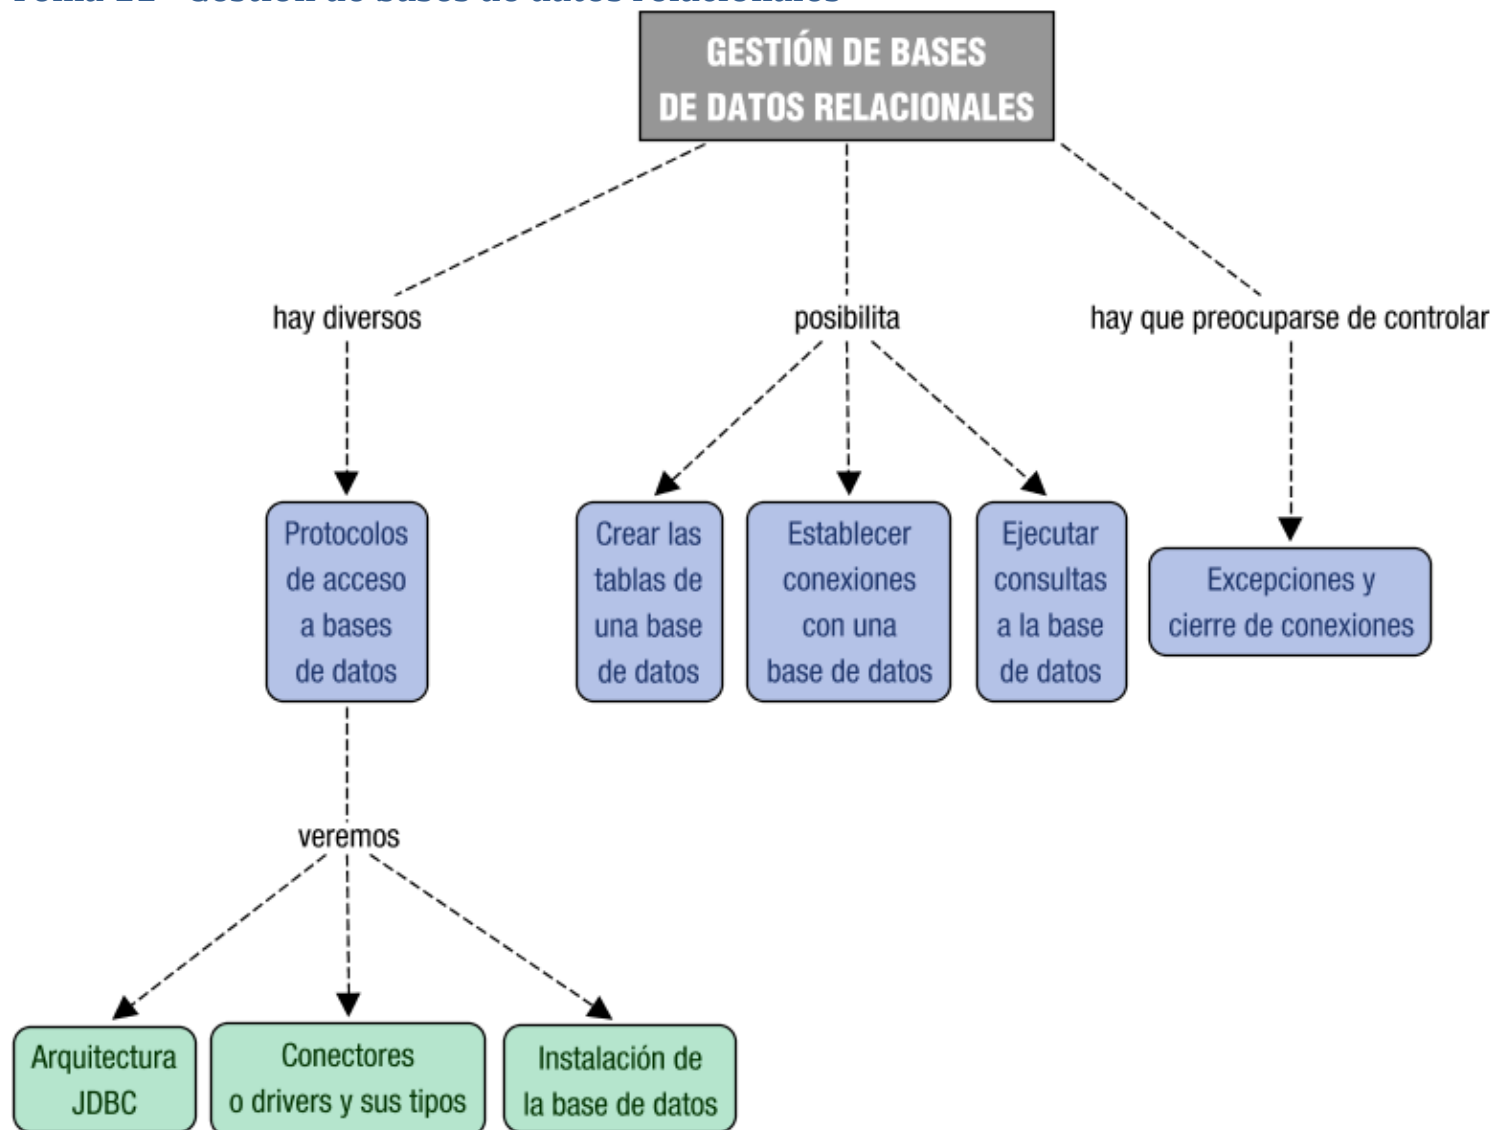 GESTIÓN DE BASES
DE DATOS RELACIONALES
hay diversos
posibilita
hay que preocuparse de controlar
Protocolos
de acceso
a bases
de datos
Crear las
tablas de
una base
de datos
Establecer
conexiones
con una
base de datos
Ejecutar
consultas
a la base
de datos
Excepciones y
cierre de conexiones
veremos
Arquitectura
JDBC
Conectores
o drivers y sus tipos
Instalación de
la base de datos